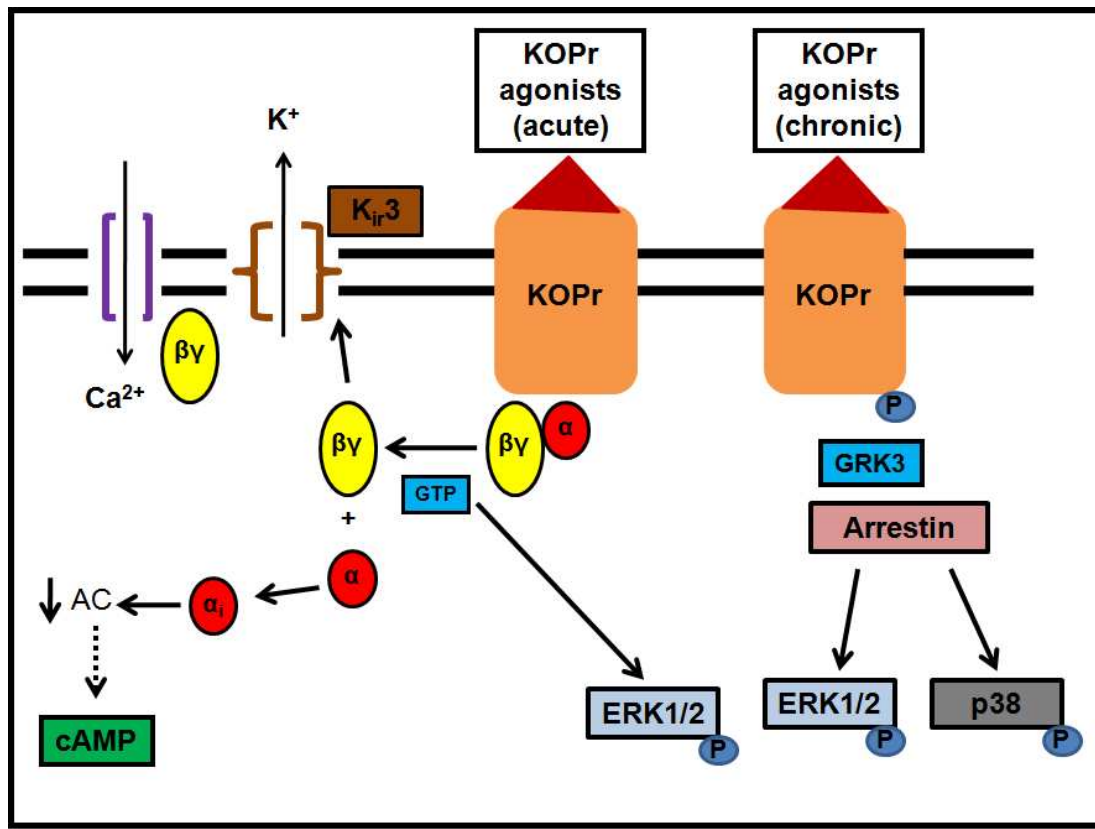 KOPr
agonists
(acute)
KOPr
agonists
(chronic)
K⁺
Kᵢᵣ3
KOPr
KOPr
βγ
Ca²⁺
P
βγ
βγ
α
GRK3
GTP
Arrestin
+
α
AC
αᵢ
ERK1/2
P
ERK1/2
P
p38
P
cAMP